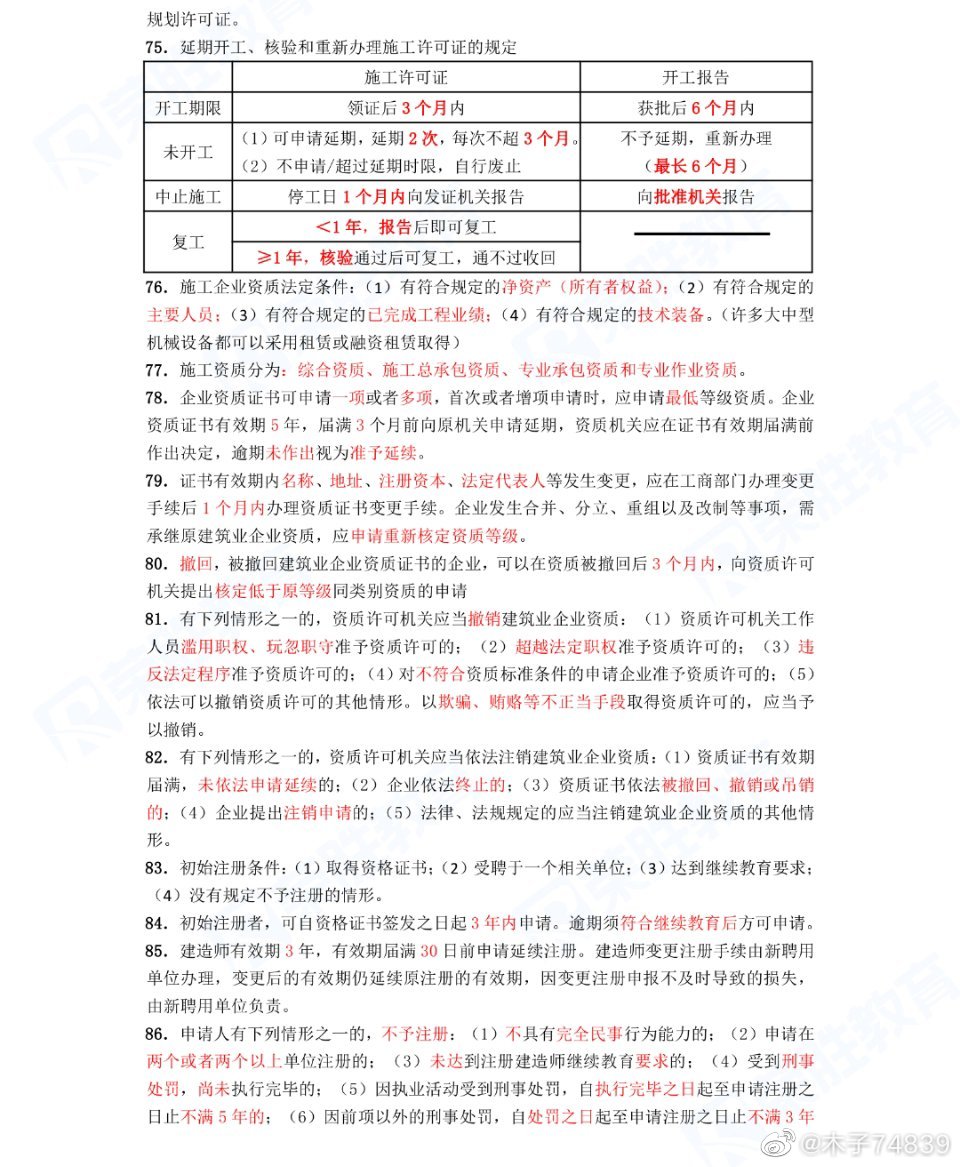 规划许可证。
75．延期开工、核验和重新办理施工许可证的规定
施工许可证 开工报告
开工期限 领证后 3 个月内 获批后 6 个月内
未开工 （1）可申请延期，延期 2 次，每次不超 3 个月。 不予延期，重新办理
（2）不申请/超过延期时限，自行废止 （最长 6 个月）
中止施工 停工日 1 个月内向发证机关报告 向批准机关报告
复工 ＜1 年，报告后即可复工
≥1 年，核验通过后可复工，通不过收回
76．施工企业资质法定条件：（1）有符合规定的净资产（所有者权益）；（2）有符合规定的
主要人员；（3）有符合规定的已完成工程业绩；（4）有符合规定的技术装备。（许多大中型
机械设备都可以采用租赁或融资租赁取得）
77．施工资质分为：综合资质、施工总承包资质、专业承包资质和专业作业资质。
78．企业资质证书可申请一项或者多项，首次或者增项申请时，应申请最低等级资质。企业
资质证书有效期 5 年，届满 3 个月前向原机关申请延期，资质机关应在证书有效期届满前
作出决定，逾期未作出视为准予延续。
79．证书有效期内名称、地址、注册资本、法定代表人等发生变更，应在工商部门办理变更
手续后 1 个月内办理资质证书变更手续。企业发生合并、分立、重组以及改制等事项，需
承继原建筑业企业资质，应申请重新核定资质等级。
80．撤回，被撤回建筑业企业资质证书的企业，可以在资质被撤回后 3 个月内，向资质许可
机关提出核定低于原等级同类别资质的申请
81．有下列情形之一的，资质许可机关应当撤销建筑业企业资质：（1）资质许可机关工作
人员滥用职权、玩忽职守准予资质许可的；（2）超越法定职权准予资质许可的；（3）违
反法定程序准予资质许可的；（4）对不符合资质标准条件的申请企业准予资质许可的；（5）
依法可以撤销资质许可的其他情形。以欺骗、贿赂等不正当手段取得资质许可的，应当予
以撤销。
82．有下列情形之一的，资质许可机关应当依法注销建筑业企业资质：（1）资质证书有效期
届满，未依法申请延续的；（2）企业依法终止的；（3）资质证书依法被撤回、撤销或吊销
的；（4）企业提出注销申请的；（5）法律、法规规定的应当注销建筑业企业资质的其他情
形。
83．初始注册条件：（1）取得资格证书；（2）受聘于一个相关单位；（3）达到继续教育要求；
（4）没有规定不予注册的情形。
84．初始注册者，可自资格证书签发之日起 3 年内申请。逾期须符合继续教育后方可申请。
85．建造师有效期 3 年，有效期届满 30 日前申请延续注册。建造师变更注册手续由新聘用
单位办理，变更后的有效期仍延续原注册的有效期，因变更注册申报不及时导致的损失，
由新聘用单位负责。
86．申请人有下列情形之一的，不予注册：（1）不具有完全民事行为能力的；（2）申请在
两个或者两个以上单位注册的；（3）未达到注册建造师继续教育要求的；（4）受到刑事
处罚，尚未执行完毕的；（5）因执业活动受到刑事处罚，自执行完毕之日起至申请注册之
日止不满 5 年的；（6）因前项以外的刑事处罚，自处罚之日起至申请注册之日止不满 3 年
@木子74839